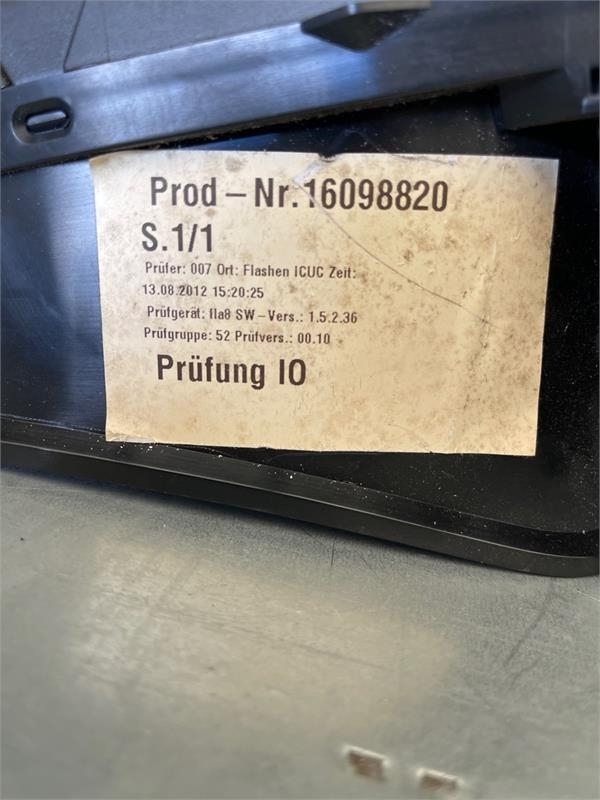 Prod – Nr.16098820
S.1/1
Prüfer: 007 Ort: Flashen ICUC Zeit:
13.08.2012 15:20:25
Prüfgerät: fla8 SW – Vers.: 1.5.2.36
Prüfgruppe: 52 Prüfvers.: 00.10
Prüfung IO